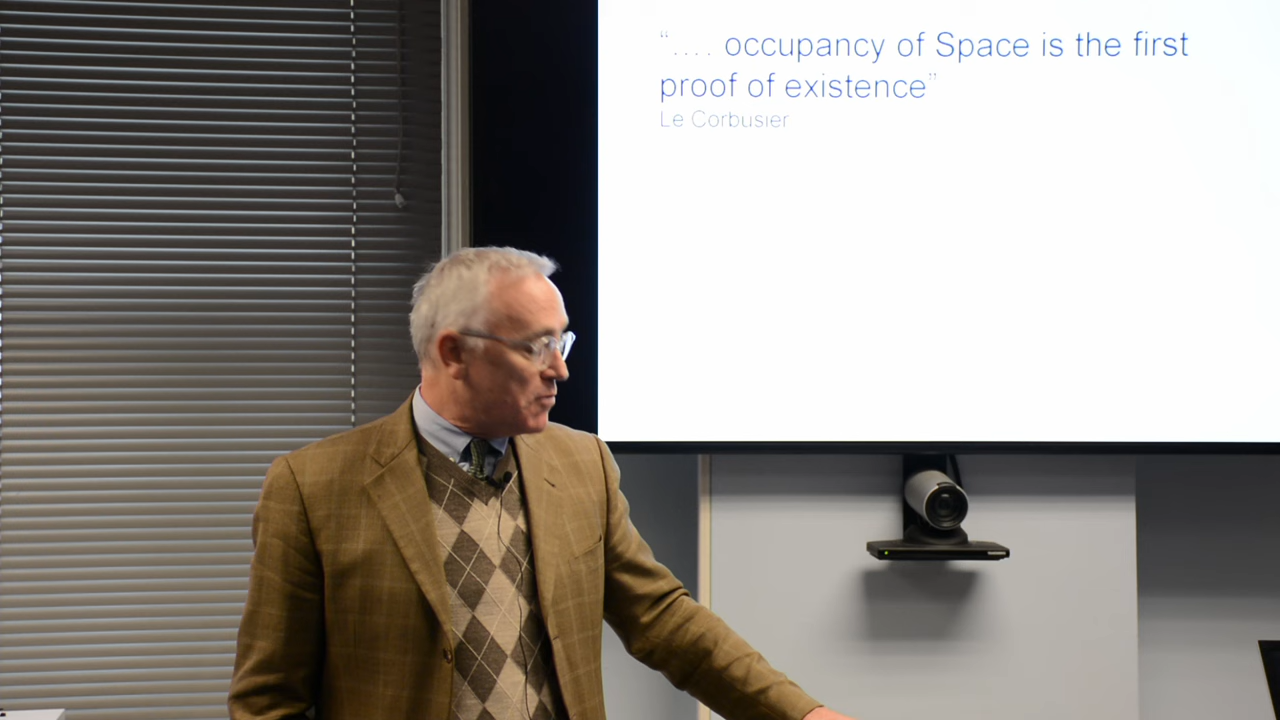 “.... occupancy of Space is the first
proof of existence”
Le Corbusier